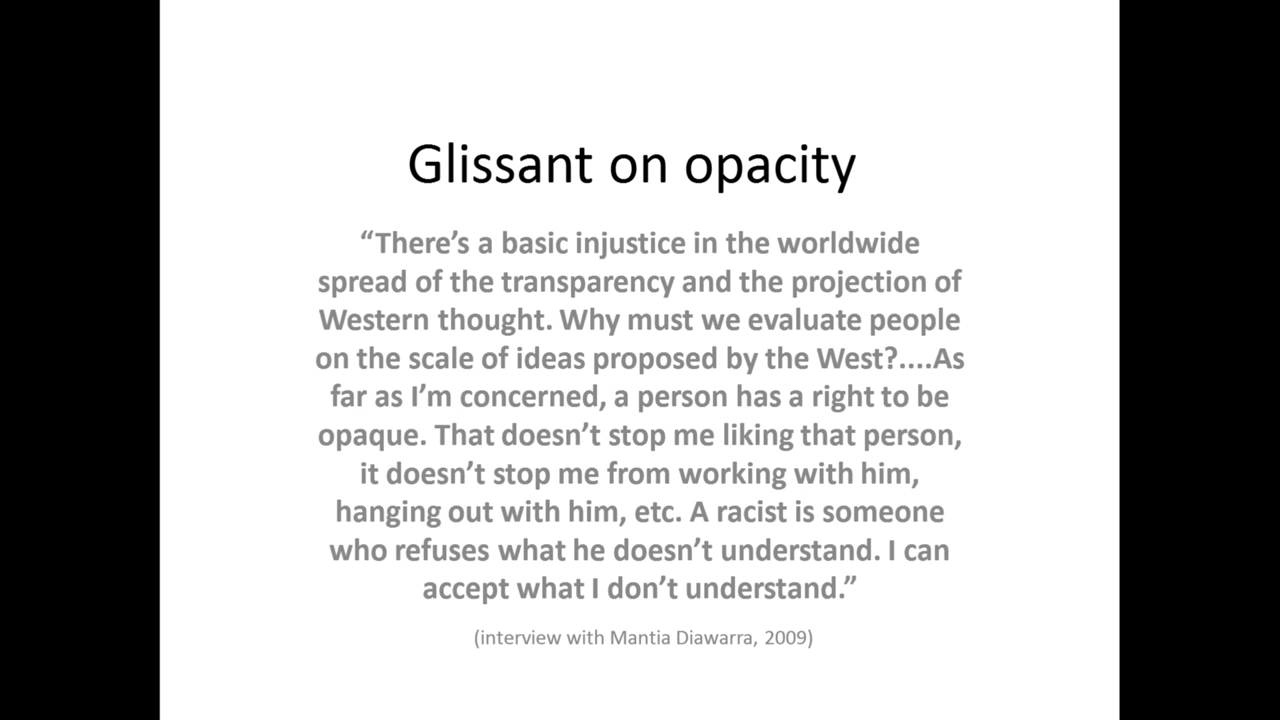 Glissant on opacity
“There’s a basic injustice in the worldwide
spread of the transparency and the projection of
Western thought. Why must we evaluate people
on the scale of ideas proposed by the West?....As
far as I’m concerned, a person has a right to be
opaque. That doesn’t stop me liking that person,
it doesn’t stop me from working with him,
hanging out with him, etc. A racist is someone
who refuses what he doesn’t understand. I can
accept what I don’t understand.”
(interview with Mantia Diawarra, 2009)